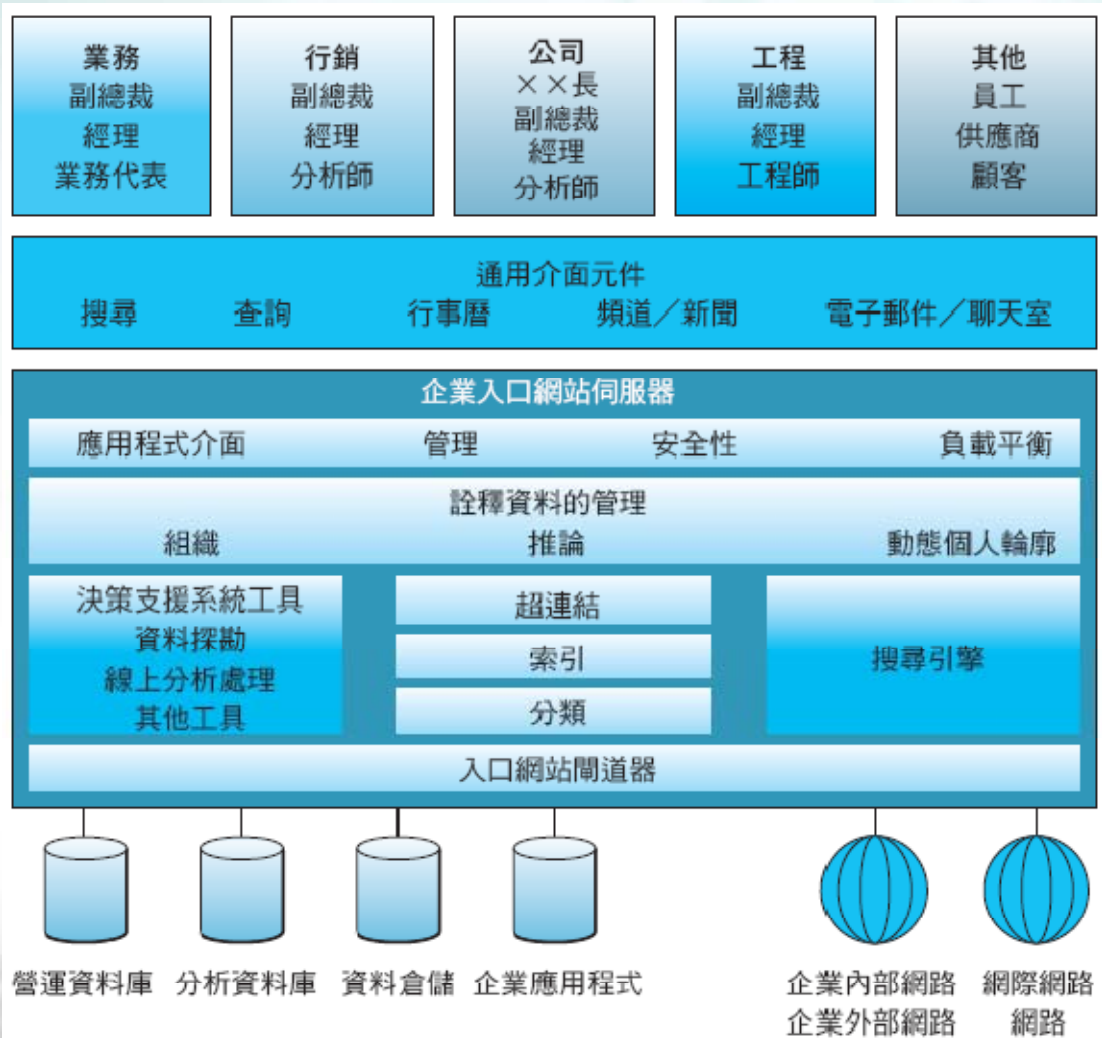 業務
副總裁
經理
業務代表
行銷
副總裁
經理
分析師
公司
××長
副總裁
經理
分析師
工程
副總裁
經理
工程師
其他
員工
供應商
顧客
通用介面元件
搜尋 查詢 行事曆 頻道／新聞 電子郵件／聊天室
企業入口網站伺服器
應用程式介面 管理 安全性 負載平衡
詮釋資料的管理
組織 推論 動態個人輪廓
決策支援系統工具
資料探勘
線上分析處理
其他工具
超連結
索引
分類
搜尋引擎
入口網站閘道器
營運資料庫
分析資料庫
資料倉儲
企業應用程式
企業內部網路
企業外部網路
網際網路
網路